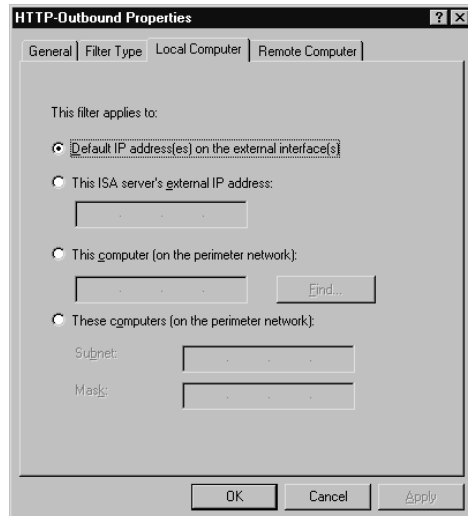 HTTP-Outbound Properties
General Filter Type Local Computer Remote Computer
This filter applies to:
Default IP address(es) on the external interface(s)
This ISA server's external IP address:
This computer (on the perimeter network):
Find...
These computers (on the perimeter network):
Subnet:
Mask:
OK Cancel Apply